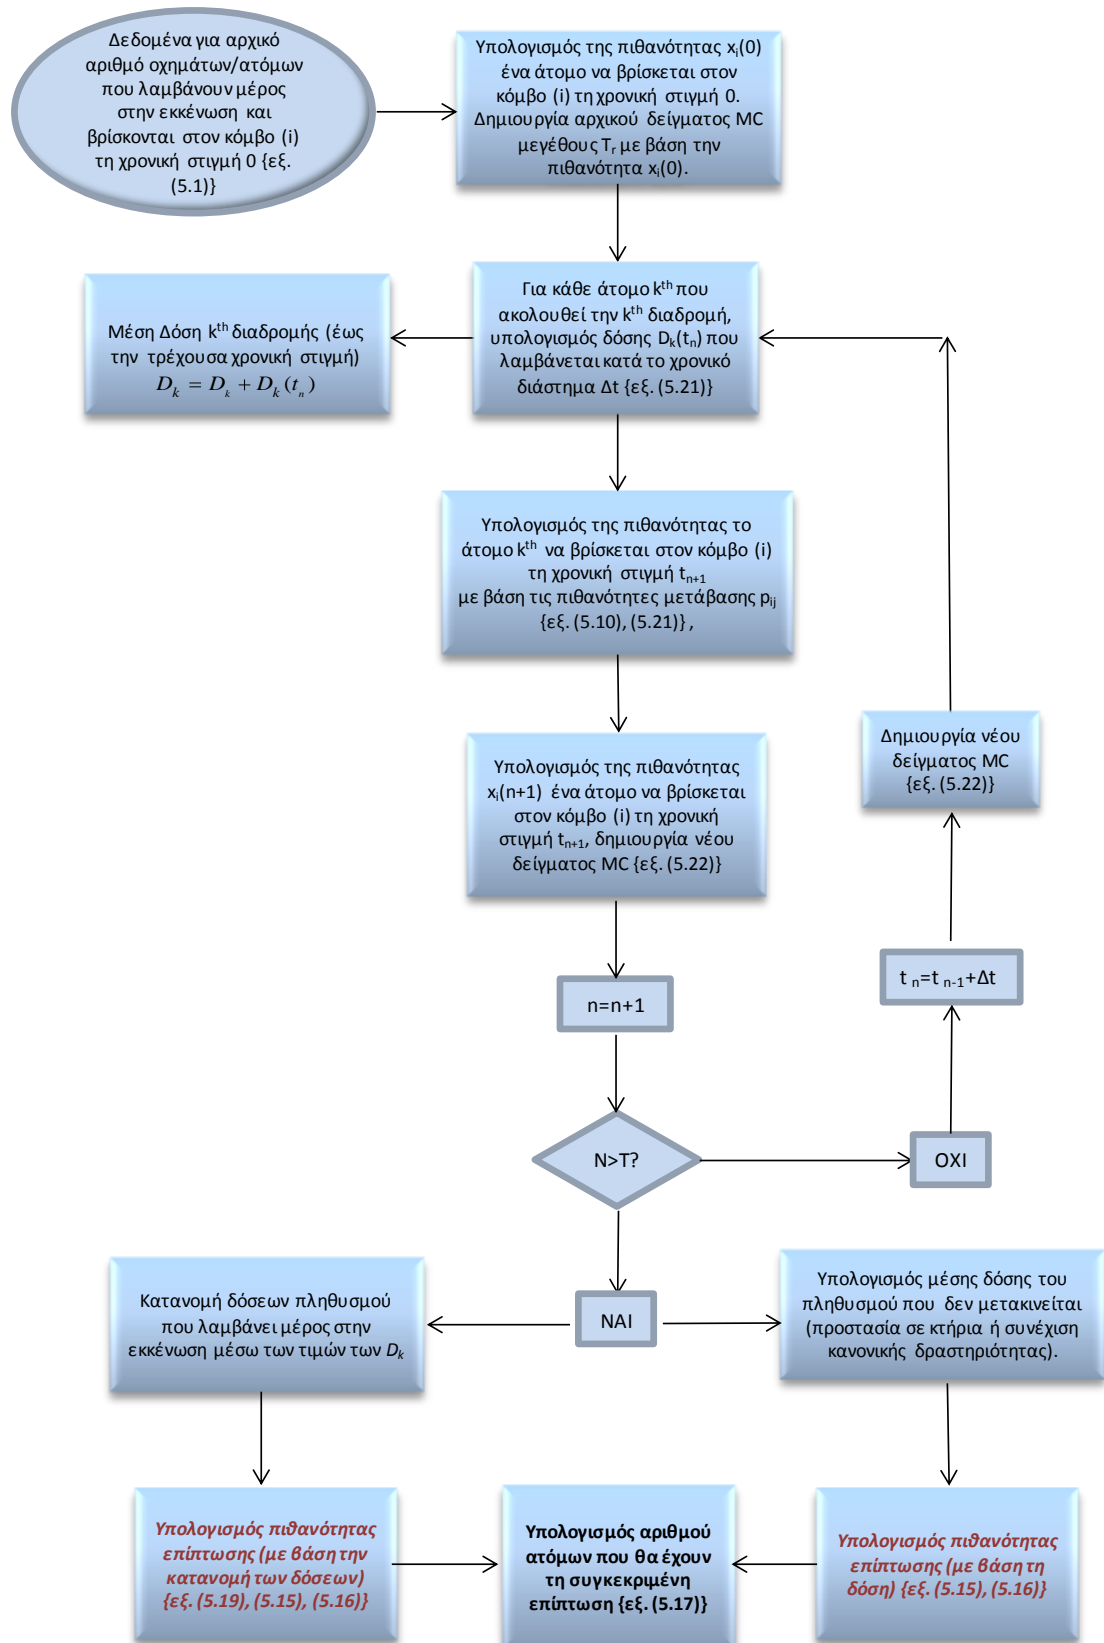 Δεδομένα για αρχικό
αριθμό οχημάτων/ατόμων
που λαμβάνουν μέρος
στην εκκένωση και
βρίσκονται στον κόμβο (i)
τη χρονική στιγμή 0 {εξ.
(5.1)}
Υπολογισμός της πιθανότητας xi(0)
ένα άτομο να βρίσκεται στον
κόμβο (i) τη χρονική στιγμή 0.
Δημιουργία αρχικού δείγματος MC
μεγέθους Tr με βάση την
πιθανότητα xi(0).
Μέση Δόση kth διαδρομής (έως
την τρέχουσα χρονική στιγμή)
Dk = Dk + Dk (tn)
Για κάθε άτομο kth που
ακολουθεί την kth διαδρομή,
υπολογισμός δόσης Dk(tn) που
λαμβάνεται κατά το χρονικό
διάστημα Δt {εξ. (5.21)}
Υπολογισμός της πιθανότητας το
άτομο kth να βρίσκεται στον κόμβο (i)
τη χρονική στιγμή tn+1
με βάση τις πιθανότητες μετάβασης pij
{εξ. (5.10), (5.21)} ,
Υπολογισμός της πιθανότητας
xi(n+1) ένα άτομο να βρίσκεται
στον κόμβο (i) τη χρονική
στιγμή tn+1, δημιουργία νέου
δείγματος MC {εξ. (5.22)}
Δημιουργία νέου
δείγματος MC
{εξ. (5.22)}
t n=t n-1+Δt
n=n+1
N>T?
ΟΧΙ
ΝΑΙ
Κατανομή δόσεων πληθυσμού
που λαμβάνει μέρος στην
εκκένωση μέσω των τιμών των Dk
Υπολογισμός μέσης δόσης του
πληθυσμού που δεν μετακινείται
(προστασία σε κτήρια ή συνέχιση
κανονικής δραστηριότητας).
Υπολογισμός πιθανότητας
επίπτωσης (με βάση την
κατανομή των δόσεων)
{εξ. (5.19), (5.15), (5.16)}
Υπολογισμός αριθμού
ατόμων που θα έχουν
τη συγκεκριμένη
επίπτωση {εξ. (5.17)}
Υπολογισμός πιθανότητας
επίπτωσης (με βάση τη
δόση) {εξ. (5.15), (5.16)}